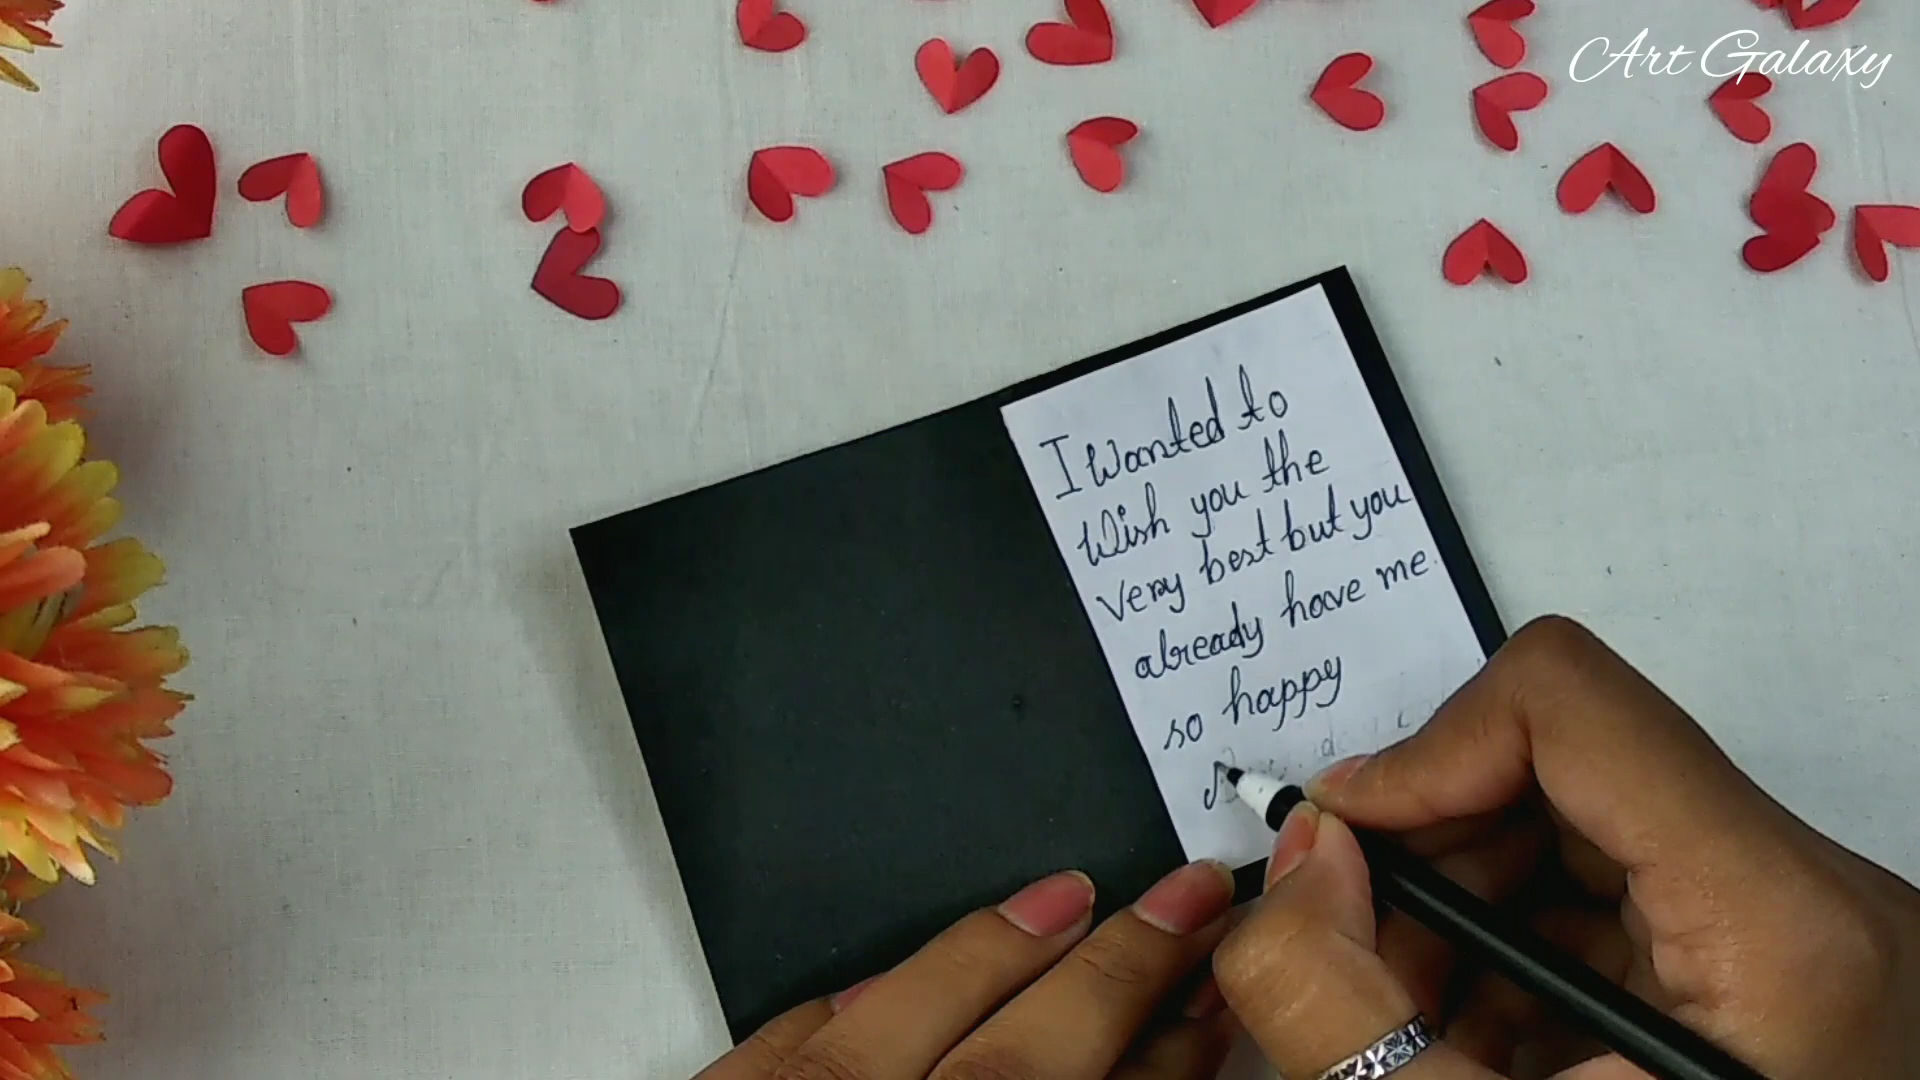 Art Galaxy
I Wanted to
Wish you the
very best but you
already have me
so happy